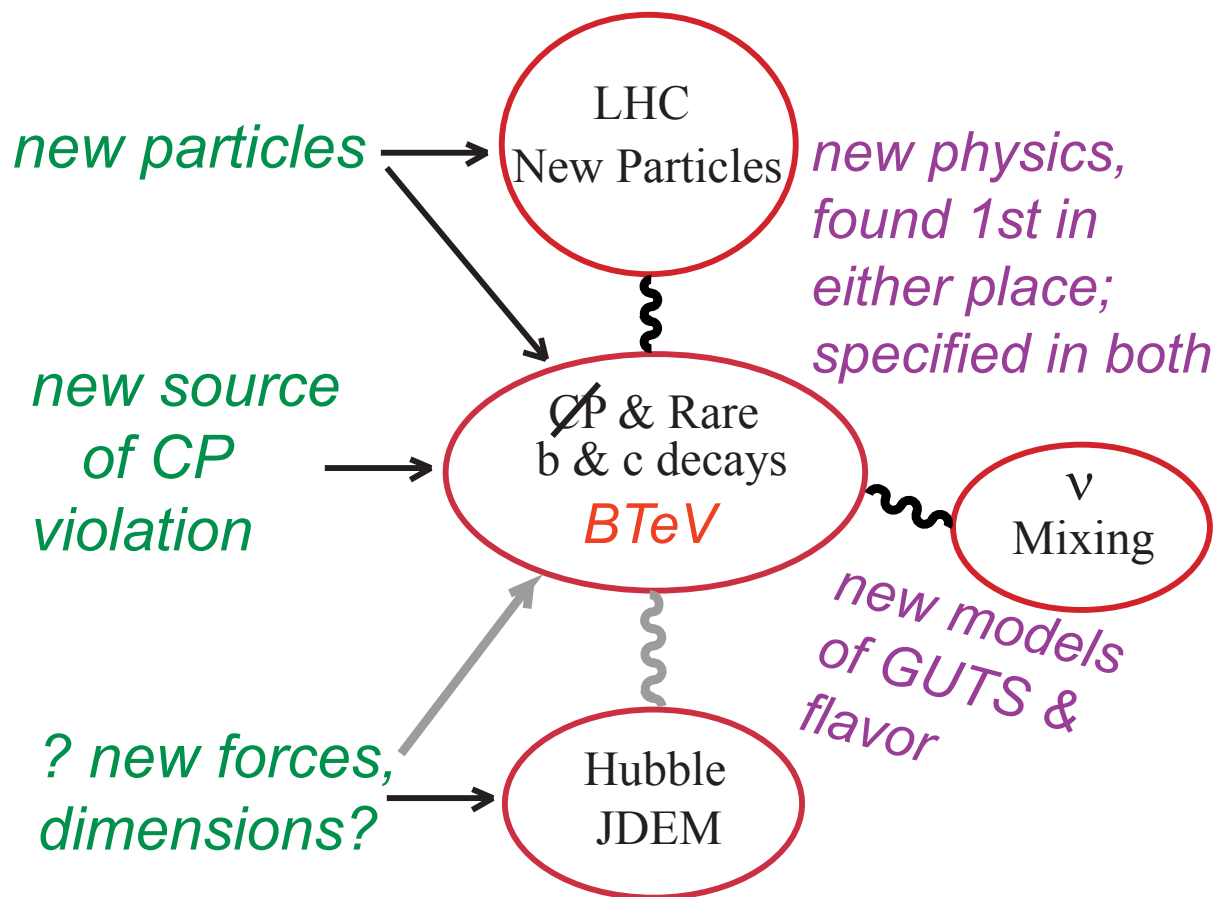 LHC
New Particles
new particles
new physics,
found 1st in
either place;
specified in both
new source
of CP
violation
CP & Rare
b & c decays
BTeV
ν
Mixing
new models
of GUTS &
flavor
? new forces,
dimensions?
Hubble
JDEM